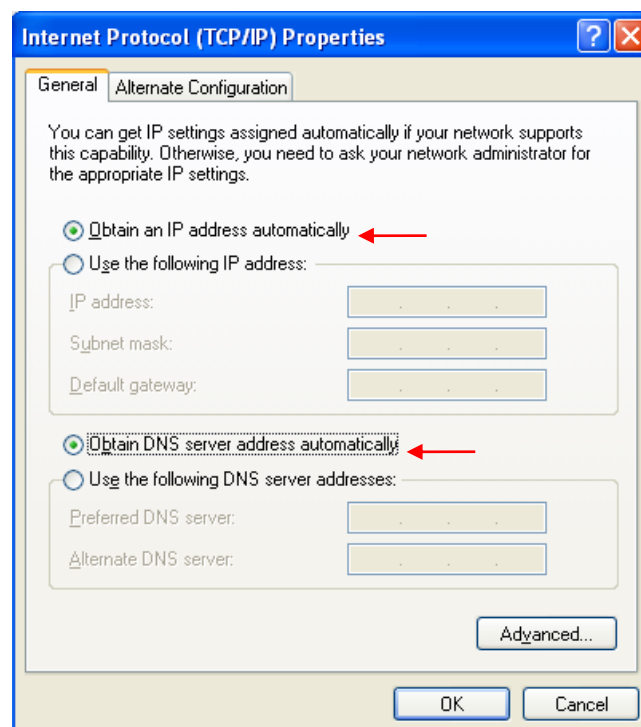 Internet Protocol (TCP/IP) Properties
General
Alternate Configuration
You can get IP settings assigned automatically if your network supports
this capability. Otherwise, you need to ask your network administrator for
the appropriate IP settings.
Obtain an IP address automatically
Use the following IP address:
IP address:
Subnet mask:
Default gateway:
Obtain DNS server address automatically
Use the following DNS server addresses:
Preferred DNS server:
Alternate DNS server:
Advanced...
OK
Cancel